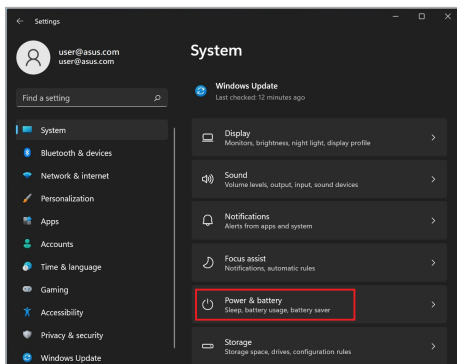 Settings
user@asus.com
user@asus.com
Find a setting
System
Bluetooth & devices
Network & internet
Personalization
Apps
Accounts
Time & language
Gaming
Accessibility
Privacy & security
Windows Update
System
Windows Update
Last checked: 12 minutes ago
Display
Monitors, brightness, night light, display profile
Sound
Volume levels, output, input, sound devices
Notifications
Alerts from apps and system
Focus assist
Notifications, automatic rules
Power & battery
Sleep, battery usage, battery saver
Storage
Storage space, drives, configuration rules